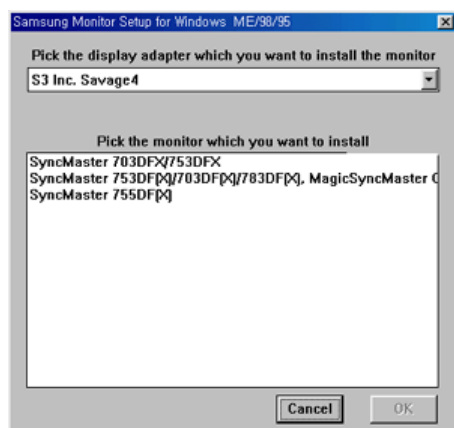 Samsung Monitor Setup for Windows ME/98/95
Pick the display adapter which you want to install the monitor
S3 Inc. Savage4
Pick the monitor which you want to install
SyncMaster 703DFX/753DFX
SyncMaster 753DF(X)/703DF(X)/783DF(X), MagicSyncMaster
SyncMaster 755DF(X)
Cancel
OK